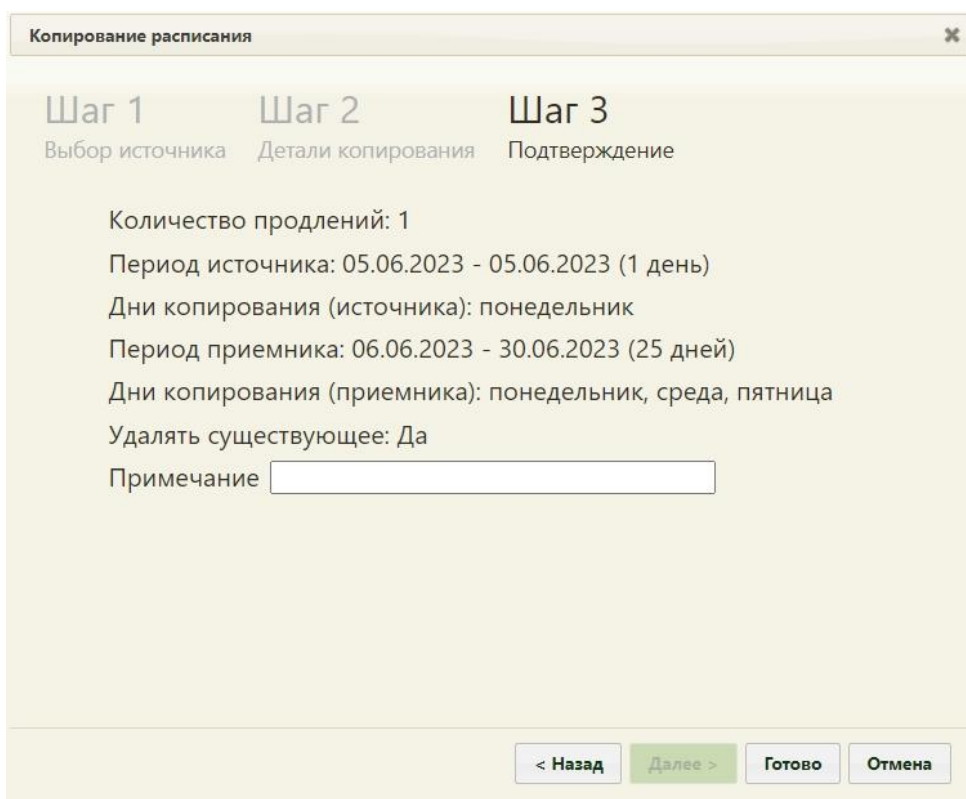 Копирование расписания
Шаг 1 Шаг 2 Шаг 3
Выбор источника Детали копирования Подтверждение
Количество продлений: 1
Период источника: 05.06.2023 - 05.06.2023 (1 день)
Дни копирования (источника): понедельник
Период приемника: 06.06.2023 - 30.06.2023 (25 дней)
Дни копирования (приемника): понедельник, среда, пятница
Удалять существующее: Да
Примечание
< Назад Далее > Готово Отмена